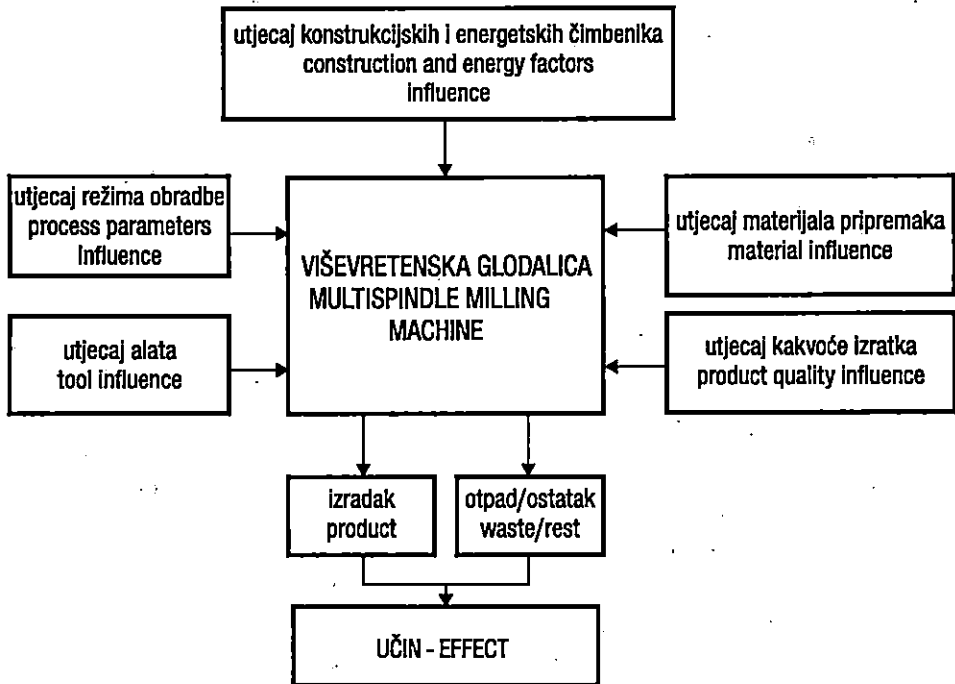 utjecaj konstrukcijskih i energetskih čimbenika
construction and energy factors
influence
utjecaj režima obradbe
process parameters
Influence
utjecaj materijala pripremaka
material influence
VIŠEVRETENSKA GLODALICA
MULTISPINDLE MILLING
MACHINE
utjecaj alata
tool influence
utjecaj kakvoće izratka
product quality influence
izradak
product
otpad/ostatak
waste/rest
UČIN - EFFECT